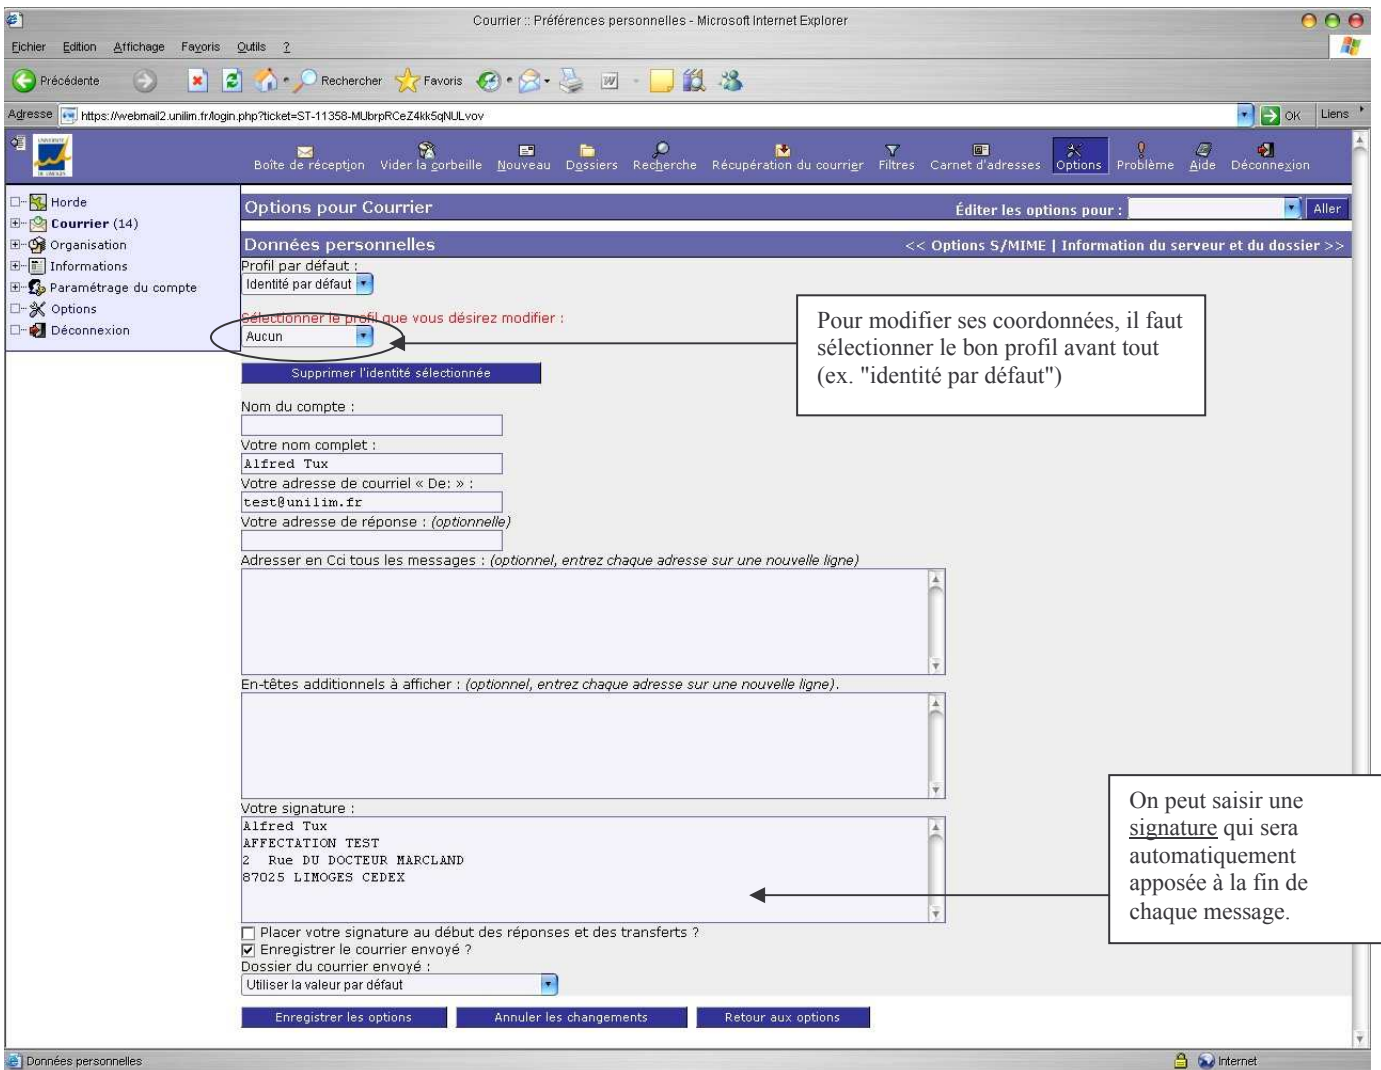 Courrier :: Préférences personnelles - Microsoft Internet Explorer
Fichier Edition Affichage Favoris Outils ?
Précédente Rechercher Favoris
Adresse https://webmail2.unilim.fr/login.php?ticket=ST-11358-MUbrpRCeZ4kk5qNULvov OK Liens
Boîte de réception Vider la corbeille Nouveau Dossiers Recherche Récupération du courrier Filtres Carnet d'adresses Options Problème Aide Déconnexion
Horde
Courrier (14)
Organisation
Informations
Paramétrage du compte
Options
Déconnexion
Options pour Courrier Éditer les options pour : Aller
Données personnelles << Options S/MIME | Information du serveur et du dossier >>
Profil par défaut :
Identité par défaut
Sélectionner le profil que vous désirez modifier :
Aucun
Pour modifier ses coordonnées, il faut
sélectionner le bon profil avant tout
(ex. "identité par défaut")
Supprimer l'identité sélectionnée
Nom du compte :
Votre nom complet :
Alfred Tux
Votre adresse de courriel « De: » :
test@unilim.fr
Votre adresse de réponse : (optionnelle)
Adresser en Cci tous les messages : (optionnel, entrez chaque adresse sur une nouvelle ligne)
En-têtes additionnels à afficher : (optionnel, entrez chaque adresse sur une nouvelle ligne).
Votre signature :
Alfred Tux
AFFECTATION TEST
2 Rue DU DOCTEUR MARCLAND
87025 LIMOGES CEDEX
On peut saisir une
signature qui sera
automatiquement
apposée à la fin de
chaque message.
Placer votre signature au début des réponses et des transferts ?
Enregistrer le courrier envoyé ?
Dossier du courrier envoyé :
Utiliser la valeur par défaut
Enregistrer les options Annuler les changements Retour aux options
Données personnelles Internet